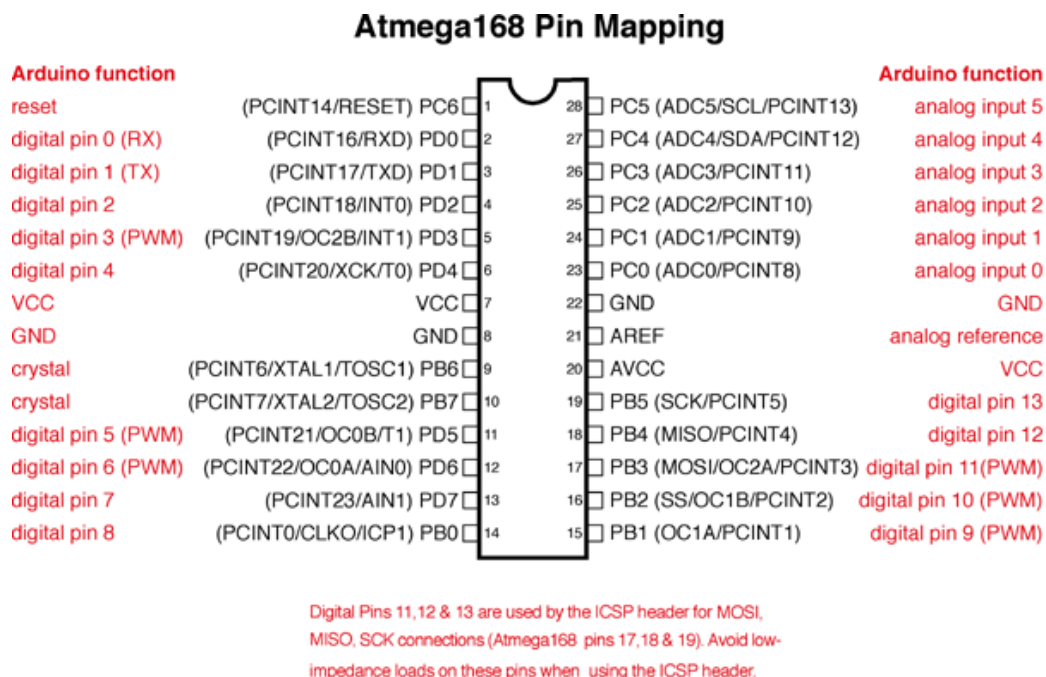 Atmega168 Pin Mapping
Arduino function Arduino function
reset (PCINT14/RESET) PC6 1 28 PC5 (ADC5/SCL/PCINT13) analog input 5
digital pin 0 (RX) (PCINT16/RXD) PD0 2 27 PC4 (ADC4/SDA/PCINT12) analog input 4
digital pin 1 (TX) (PCINT17/TXD) PD1 3 26 PC3 (ADC3/PCINT11) analog input 3
digital pin 2 (PCINT18/INT0) PD2 4 25 PC2 (ADC2/PCINT10) analog input 2
digital pin 3 (PWM) (PCINT19/OC2B/INT1) PD3 5 24 PC1 (ADC1/PCINT9) analog input 1
digital pin 4 (PCINT20/XCK/T0) PD4 6 23 PC0 (ADC0/PCINT8) analog input 0
VCC VCC 7 22 GND GND
GND GND 8 21 AREF analog reference
crystal (PCINT6/XTAL1/TOSC1) PB6 9 20 AVCC VCC
crystal (PCINT7/XTAL2/TOSC2) PB7 10 19 PB5 (SCK/PCINT5) digital pin 13
digital pin 5 (PWM) (PCINT21/OC0B/T1) PD5 11 18 PB4 (MISO/PCINT4) digital pin 12
digital pin 6 (PWM) (PCINT22/OC0A/AIN0) PD6 12 17 PB3 (MOSI/OC2A/PCINT3) digital pin 11(PWM)
digital pin 7 (PCINT23/AIN1) PD7 13 16 PB2 (SS/OC1B/PCINT2) digital pin 10 (PWM)
digital pin 8 (PCINT0/CLKO/ICP1) PB0 14 15 PB1 (OC1A/PCINT1) digital pin 9 (PWM)
Digital Pins 11,12 & 13 are used by the ICSP header for MOSI,
MISO, SCK connections (Atmega168 pins 17,18 & 19). Avoid low-
impedance loads on these pins when using the ICSP header.